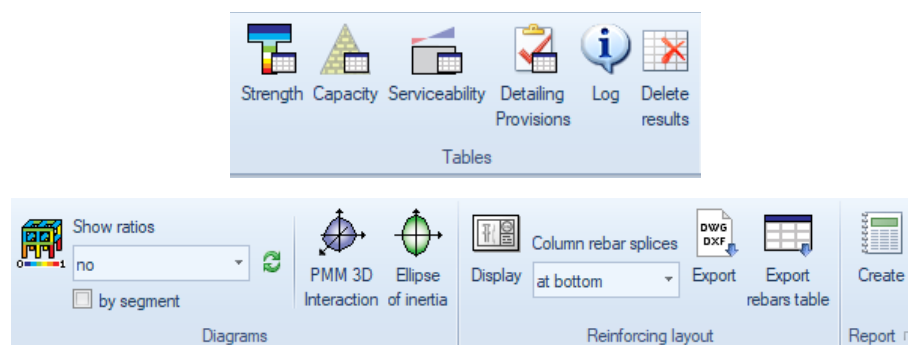 Strength Capacity Serviceability Detailing Provisions Log Delete results
Tables
Show ratios
0 1
no
by segment
PMM 3D Interaction
Ellipse of inertia
Diagrams
Display
Column rebar splices
at bottom
DWG
DXF
Export
Export rebars table
Reinforcing layout
Create
Report